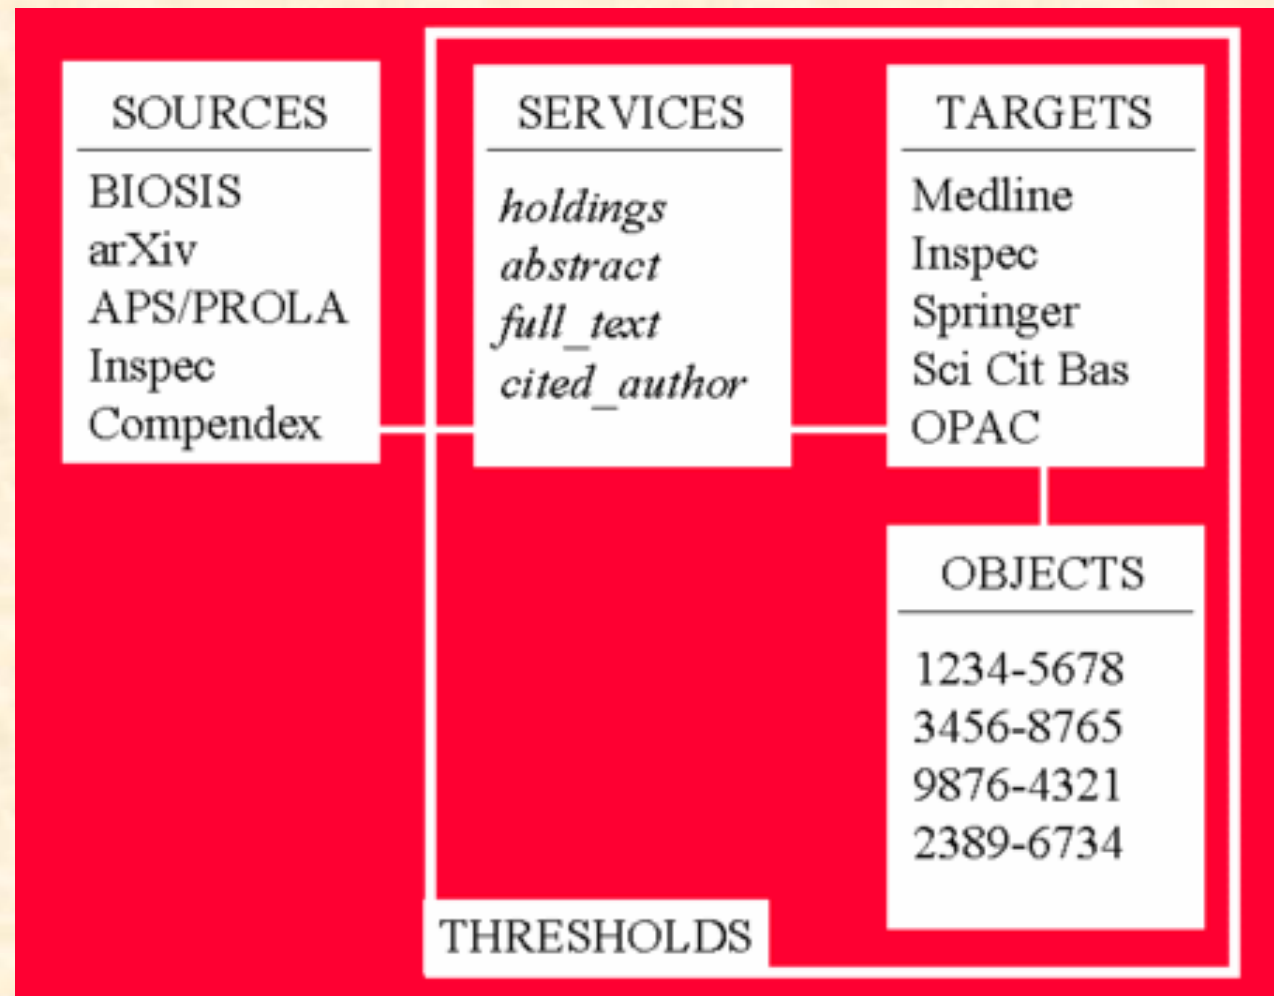 SOURCES
BIOSIS
arXiv
APS/PROLA
Inspec
Compendex
SERVICES
holdings
abstract
full_text
cited_author
TARGETS
Medline
Inspec
Springer
Sci Cit Bas
OPAC
OBJECTS
1234-5678
3456-8765
9876-4321
2389-6734
THRESHOLDS